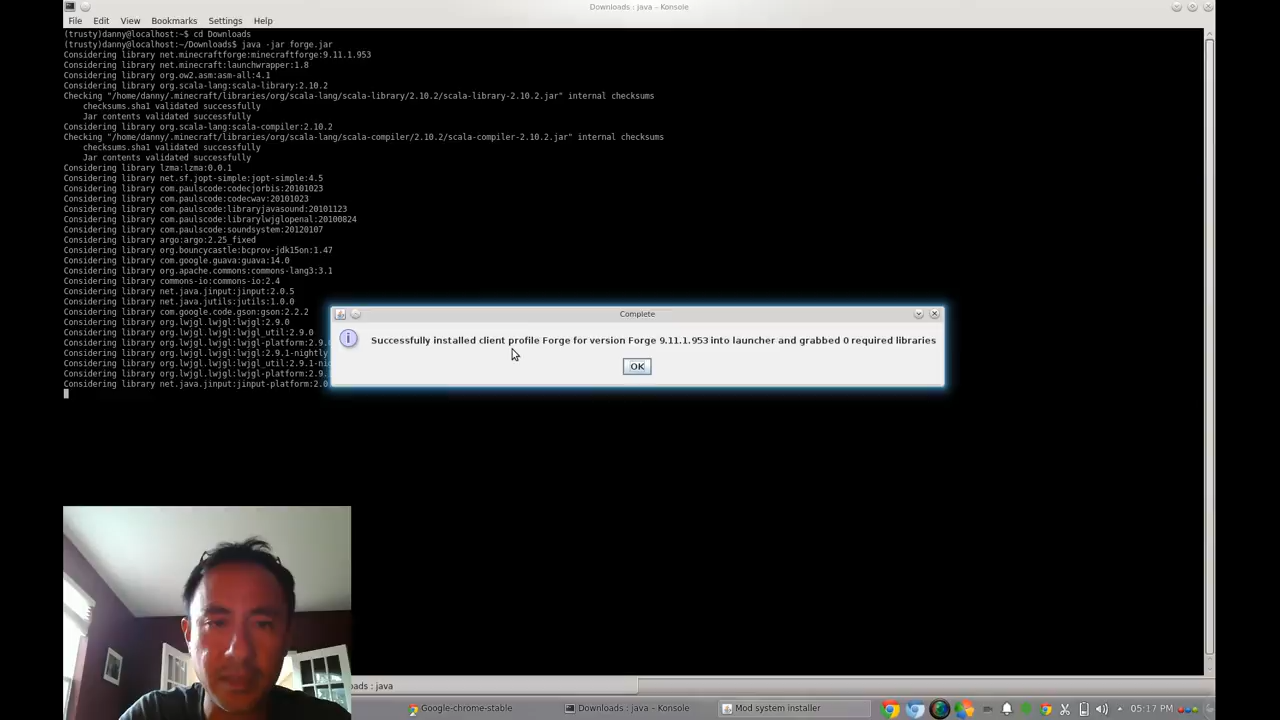 Downloads : java – Konsole
File Edit View Bookmarks Settings Help
(trusty)danny@localhost:~$ cd Downloads
(trusty)danny@localhost:~/Downloads$ java -jar forge.jar
Considering library net.minecraftforge:minecraftforge:9.11.1.953
Considering library net.minecraft:launchwrapper:1.8
Considering library org.ow2.asm:asm-all:4.1
Considering library org.scala-lang:scala-library:2.10.2
Checking "/home/danny/.minecraft/libraries/org/scala-lang/scala-library/2.10.2/scala-library-2.10.2.jar" internal checksums
checksums.sha1 validated successfully
Jar contents validated successfully
Considering library org.scala-lang:scala-compiler:2.10.2
Checking "/home/danny/.minecraft/libraries/org/scala-lang/scala-compiler/2.10.2/scala-compiler-2.10.2.jar" internal checksums
checksums.sha1 validated successfully
Jar contents validated successfully
Considering library lzma:lzma:0.0.1
Considering library net.sf.jopt-simple:jopt-simple:4.5
Considering library com.paulscode:codecjorbis:20101023
Considering library com.paulscode:codecwav:20101023
Considering library com.paulscode:libraryjavasound:20101123
Considering library com.paulscode:librarylwjglopenal:20100824
Considering library com.paulscode:soundsystem:20120107
Considering library argo:argo:2.25_fixed
Considering library org.bouncycastle:bcprov-jdk15on:1.47
Considering library com.google.guava:guava:14.0
Considering library org.apache.commons:commons-lang3:3.1
Considering library commons-io:commons-io:2.4
Considering library net.java.jinput:jinput:2.0.5
Considering library net.java.jutils:jutils:1.0.0
Considering library com.google.code.gson:gson:2.2.2
Considering library org.lwjgl.lwjgl:lwjgl:2.9.0
Considering library org.lwjgl.lwjgl:lwjgl_util:2.9.0
Considering library org.lwjgl.lwjgl:lwjgl-platform:2.9.
Considering library org.lwjgl.lwjgl:lwjgl:2.9.1-nightly
Considering library org.lwjgl.lwjgl:lwjgl_util:2.9.1-ni
Considering library org.lwjgl.lwjgl:lwjgl-platform:2.9.
Considering library net.java.jinput:jinput-platform:2.0
Complete
Successfully installed client profile Forge for version Forge 9.11.1.953 into launcher and grabbed 0 required libraries
OK
oads : java
Google-chrome-stable Downloads : java – Konsole Mod system installer 05:17 PM